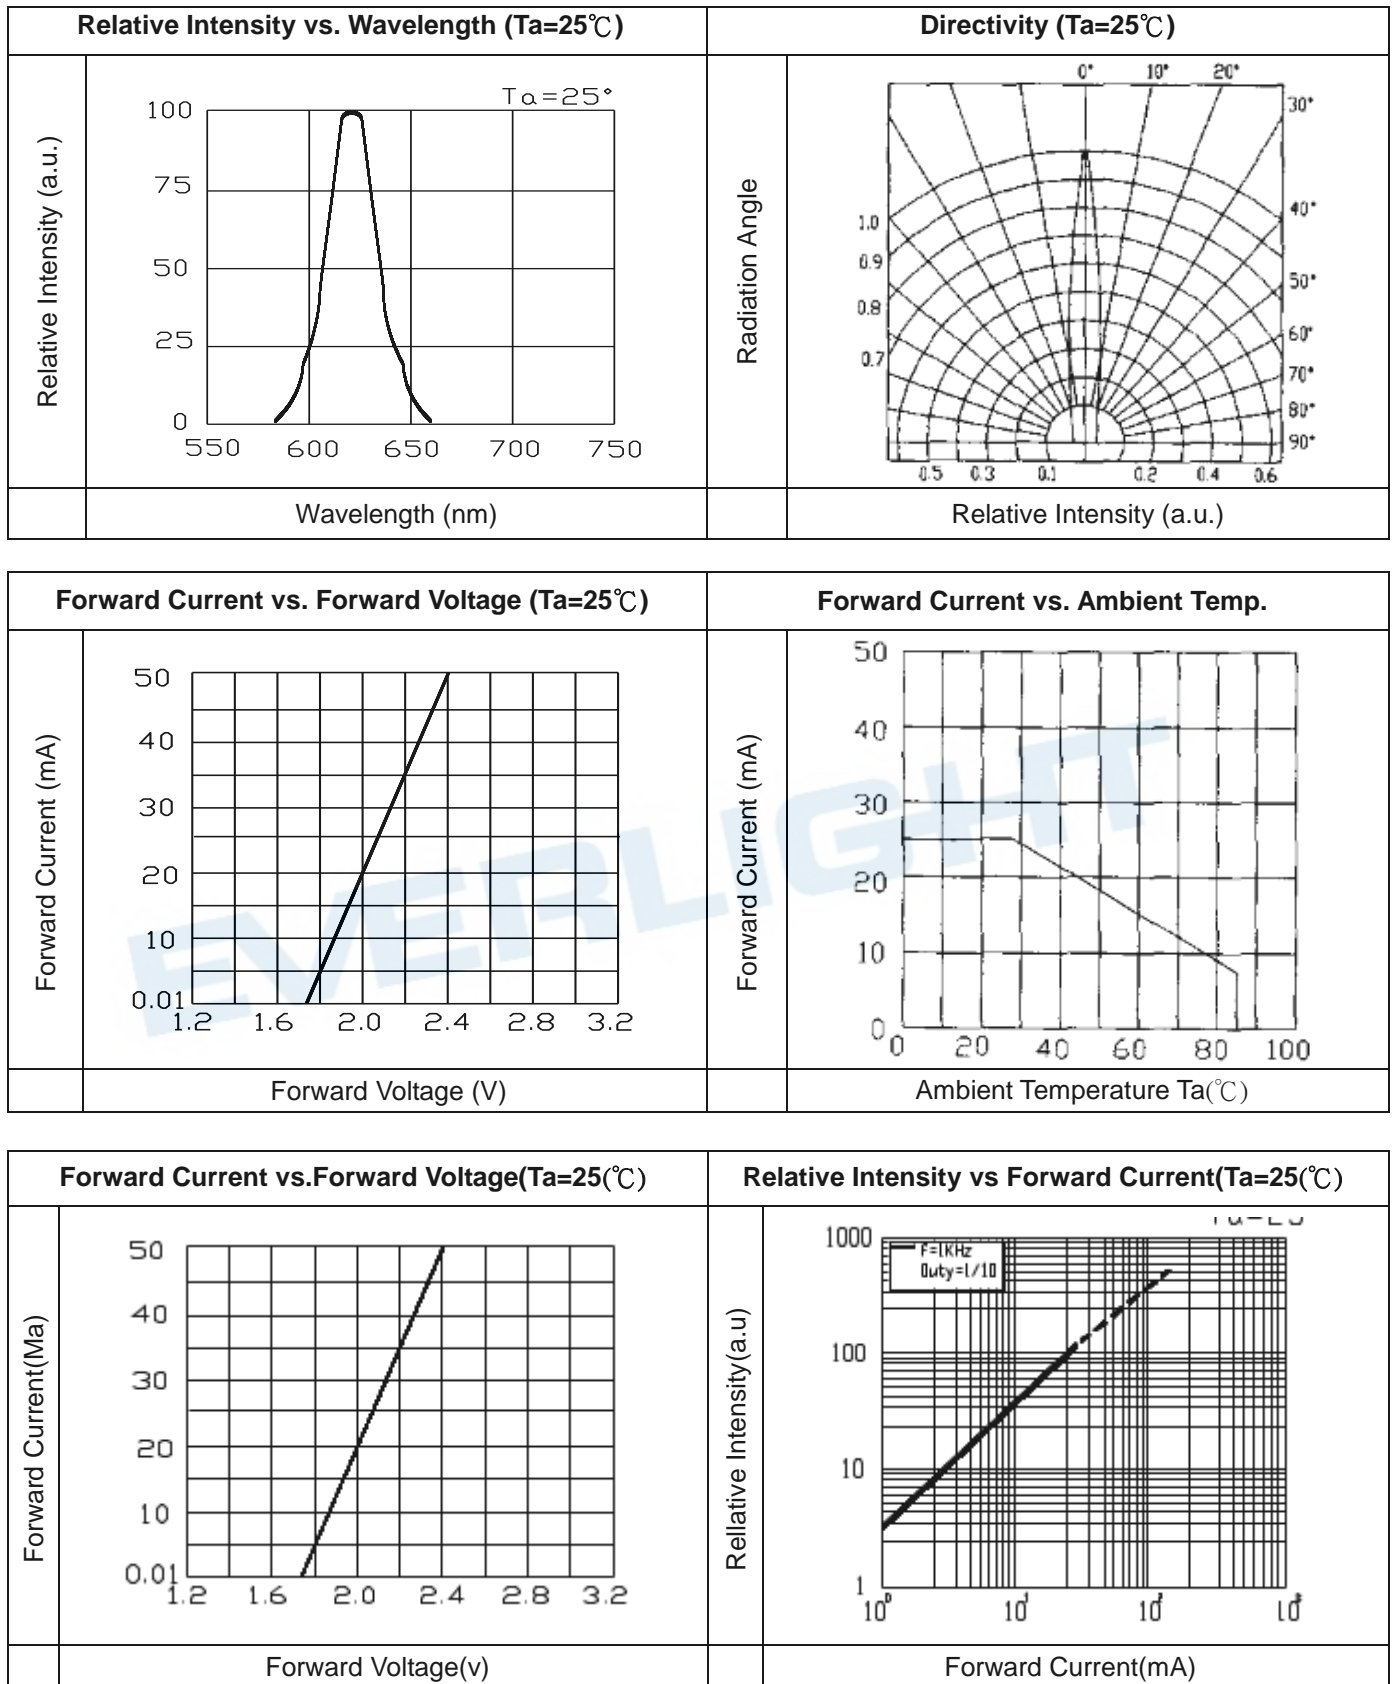 Relative Intensity vs. Wavelength (Ta=25℃)
Directivity (Ta=25℃)
Relative Intensity (a.u.)
Ta=25°
100
75
50
25
0
550 600 650 700 750
Wavelength (nm)
Radiation Angle
0° 10° 20°
30°
40°
50°
60°
70°
80°
90°
1.0
0.9
0.8
0.7
0.5 0.3 0.1 0.2 0.4 0.6
Relative Intensity (a.u.)
Forward Current vs. Forward Voltage (Ta=25℃)
Forward Current vs. Ambient Temp.
Forward Current (mA)
50
40
30
20
10
0.01
1.2 1.6 2.0 2.4 2.8 3.2
Forward Voltage (V)
Forward Current (mA)
50
40
30
20
10
0
0 20 40 60 80 100
Ambient Temperature Ta(℃)
EVERLIGHT
Forward Current vs.Forward Voltage(Ta=25(℃)
Relative Intensity vs Forward Current(Ta=25(℃)
Forward Current(Ma)
50
40
30
20
10
0.01
1.2 1.6 2.0 2.4 2.8 3.2
Forward Voltage(v)
Rellative Intensity(a.u)
F=1KHz
Duty=1/10
1000
100
10
1
10⁰ 10¹ 10² 10³
Forward Current(mA)